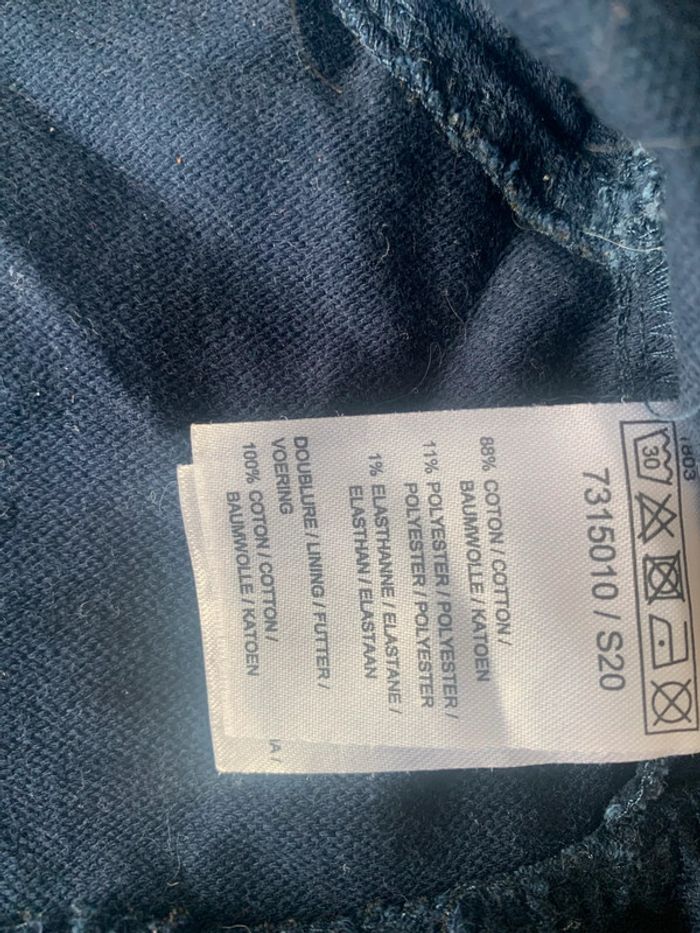 1803
30
7315010 / S20
88% COTON / COTTON /
BAUMWOLLE / KATOEN
11% POLYESTER / POLYESTER /
POLYESTER / POLYESTER
1% ELASTHANNE / ELASTANE /
ELASTHAN / ELASTAAN
DOUBLURE / LINING / FUTTER /
VOERING
100% COTON / COTTON /
BAUMWOLLE / KATOEN